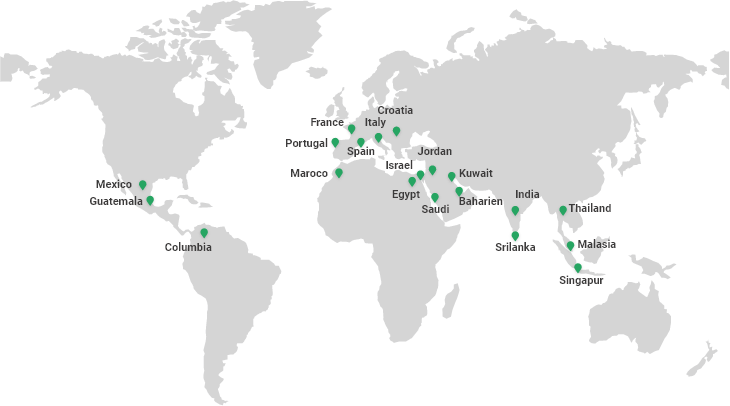 Croatia
France
Italy
Portugal
Spain
Jordan
Israel
Maroco
Kuwait
Mexico
Egypt
India
Guatemala
Baharien
Saudi
Thailand
Columbia
Srilanka
Malasia
Singapur